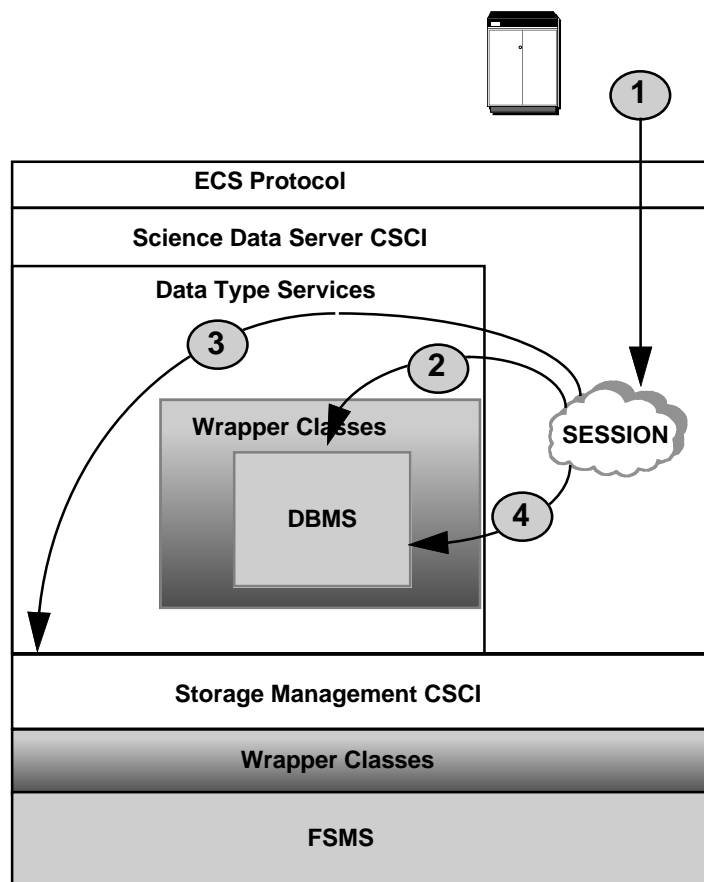 1
ECS Protocol
Science Data Server CSCI
Data Type Services
3
2
Wrapper Classes
SESSION
DBMS
4
Storage Management CSCI
Wrapper Classes
FSMS